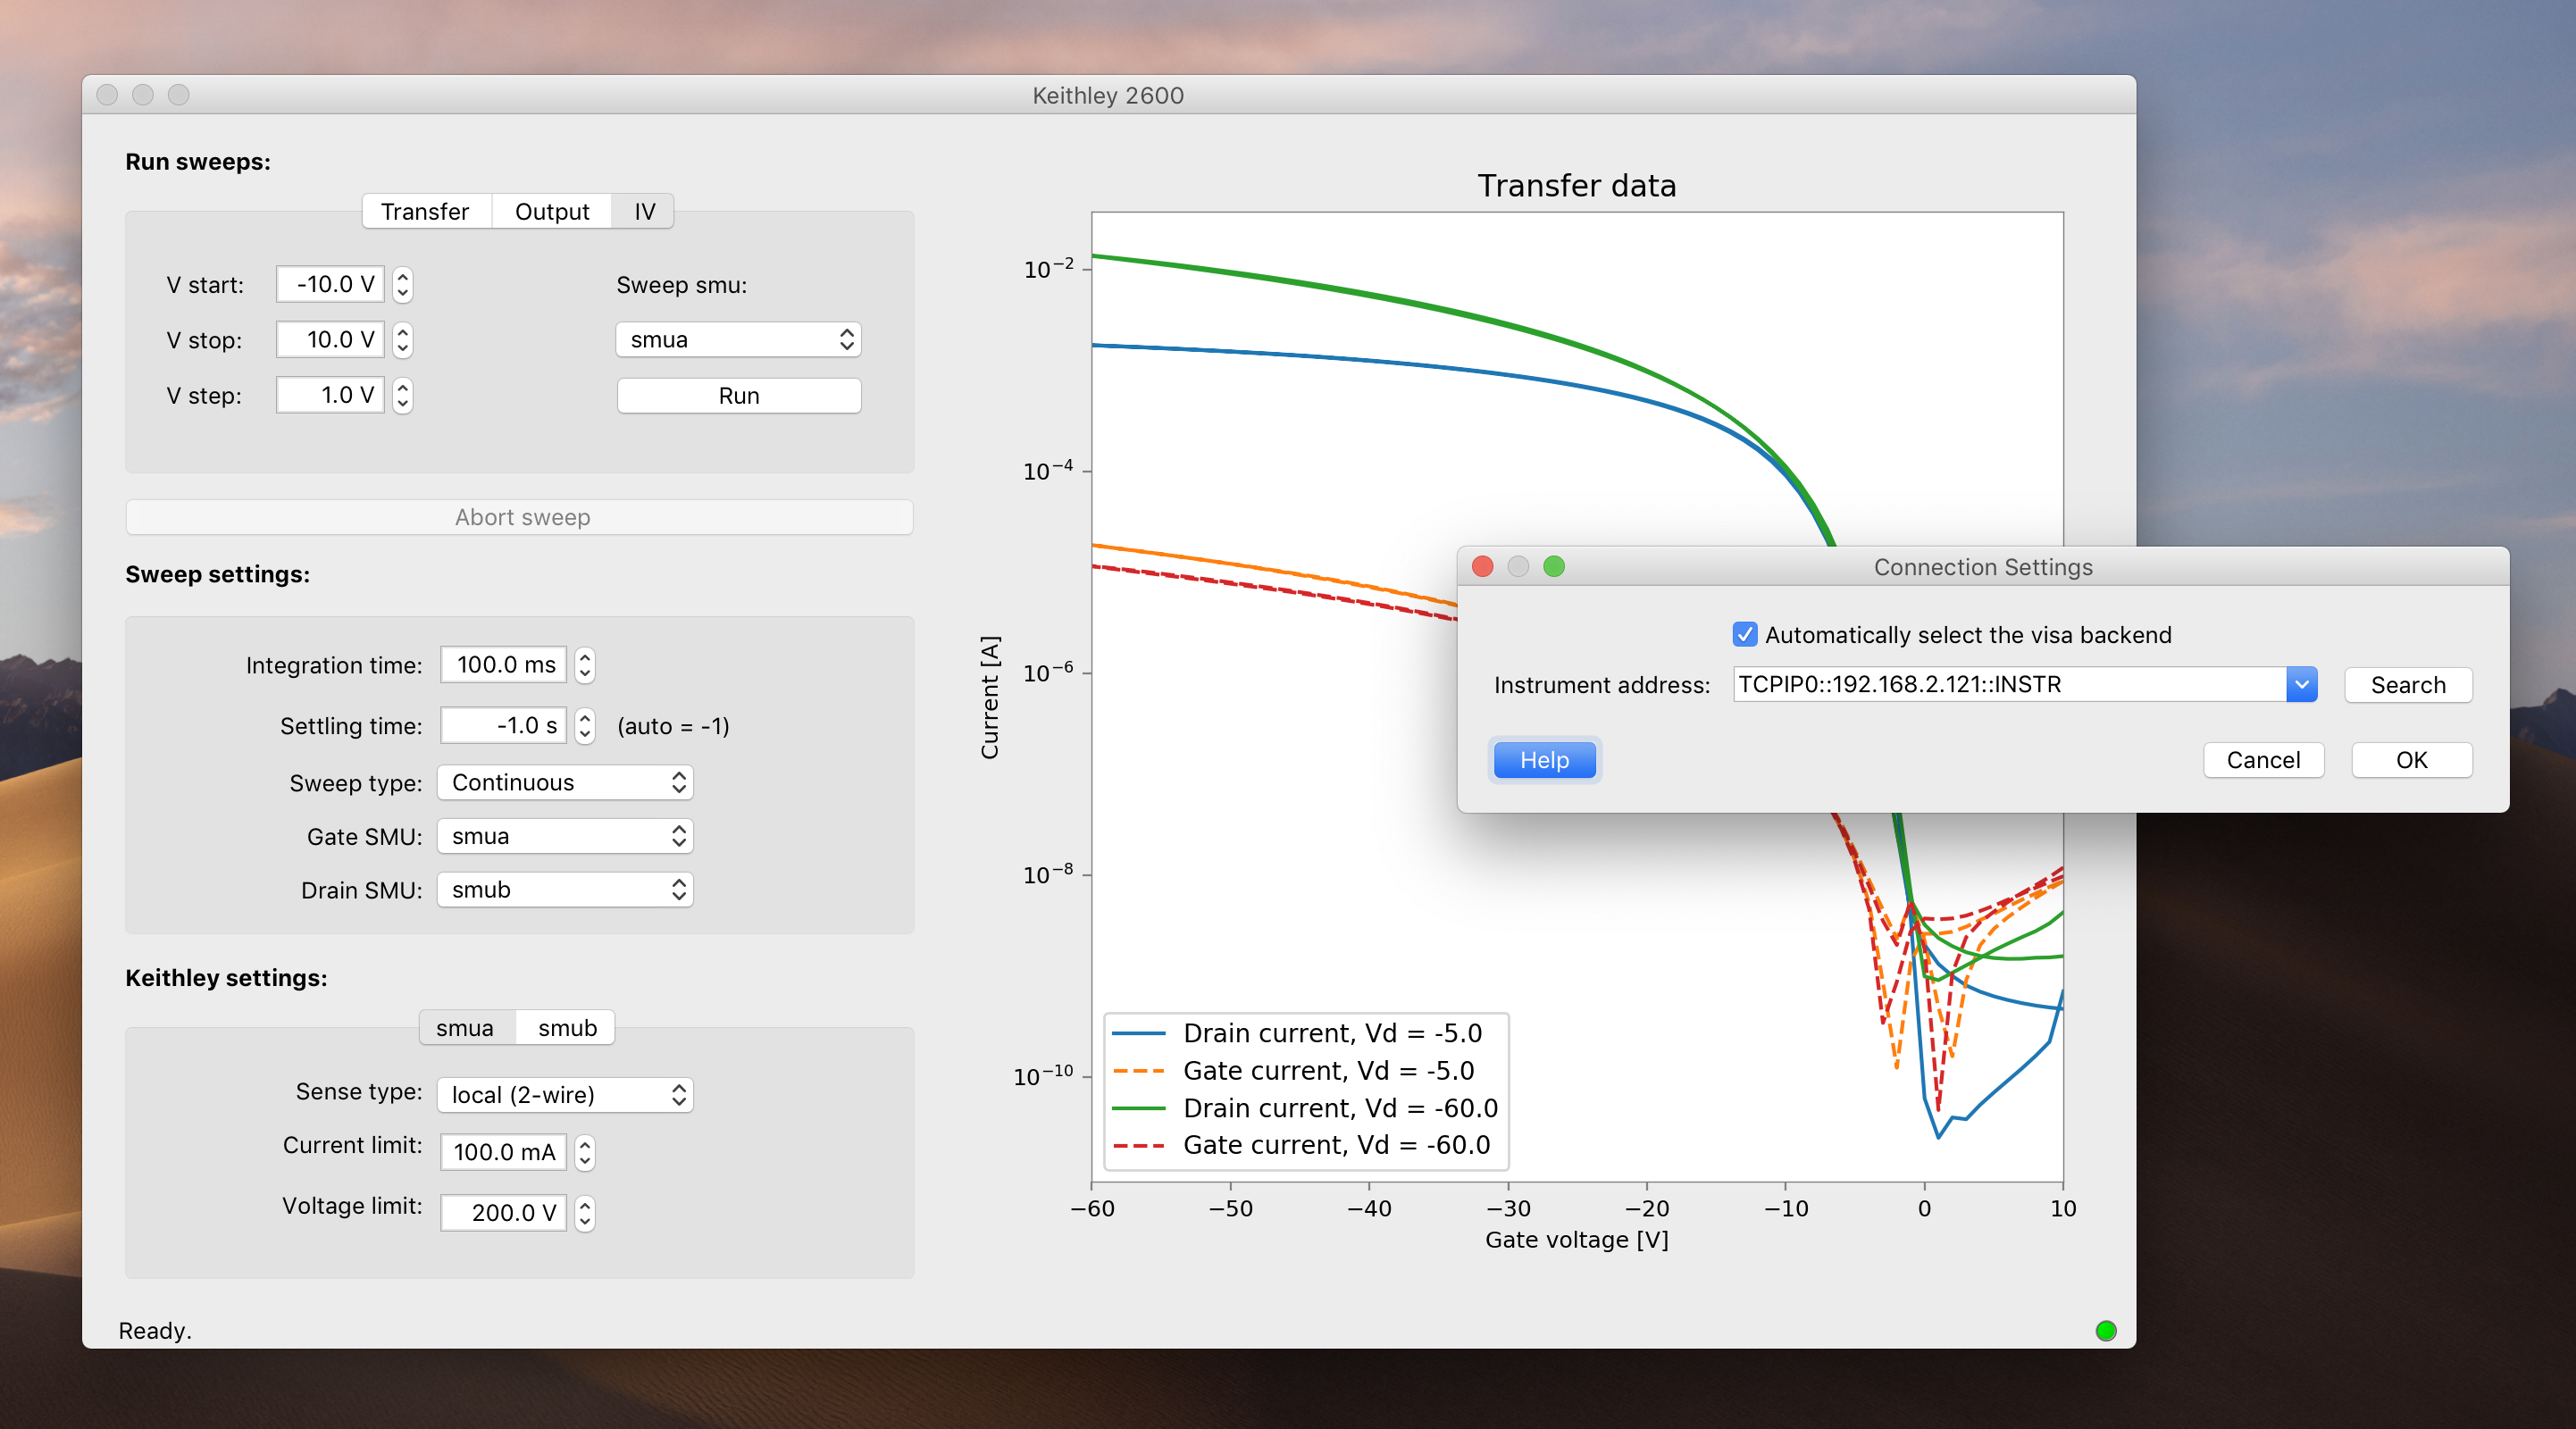 Keithley 2600
Run sweeps:
Transfer Output IV
V start: -10.0 V
Sweep smu:
V stop: 10.0 V
smua
V step: 1.0 V
Run
Abort sweep
Sweep settings:
Integration time: 100.0 ms
Settling time: -1.0 s (auto = -1)
Sweep type: Continuous
Gate SMU: smua
Drain SMU: smub
Keithley settings:
smua smub
Sense type: local (2-wire)
Current limit: 100.0 mA
Voltage limit: 200.0 V
Ready.
Transfer data
10⁻²
10⁻⁴
10⁻⁶
10⁻⁸
10⁻¹⁰
Current [A]
Drain current, Vd = -5.0
Gate current, Vd = -5.0
Drain current, Vd = -60.0
Gate current, Vd = -60.0
−60 −50 −40 −30 −20 −10 0 10
Gate voltage [V]
Connection Settings
Automatically select the visa backend
Instrument address: TCPIP0::192.168.2.121::INSTR Search
Help Cancel OK